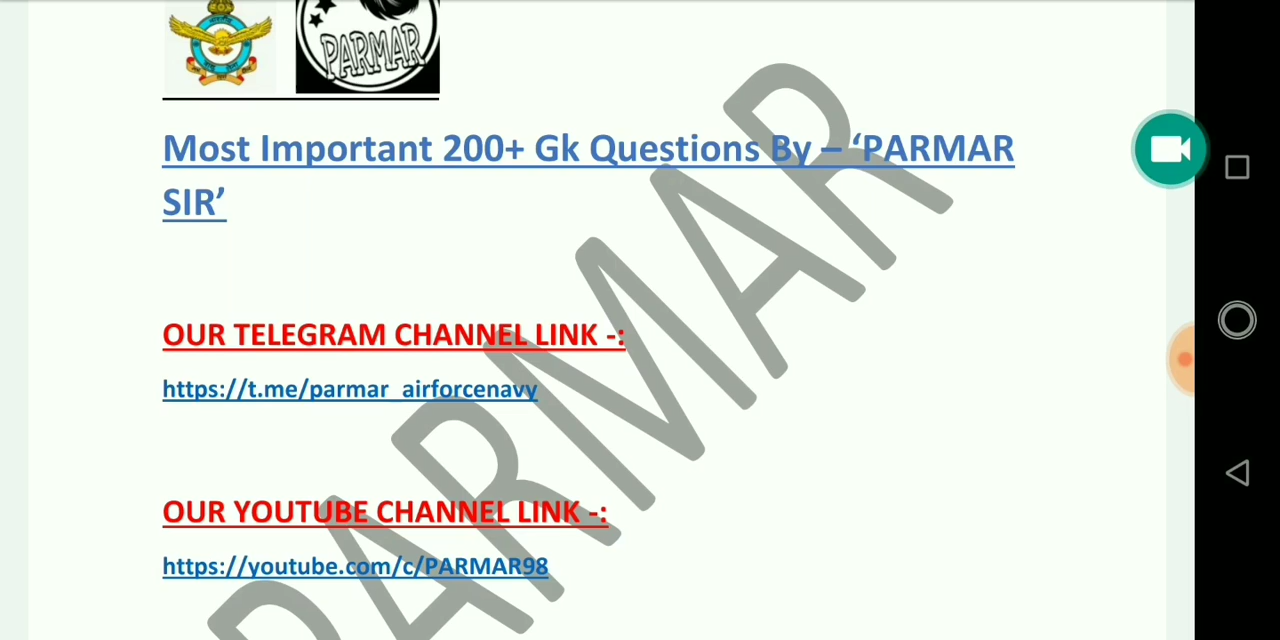 PARMAR
Most Important 200+ Gk Questions By – ‘PARMAR
SIR’
OUR TELEGRAM CHANNEL LINK -:
https://t.me/parmar_airforcenavy
OUR YOUTUBE CHANNEL LINK -:
https://youtube.com/c/PARMAR98
PARMAR